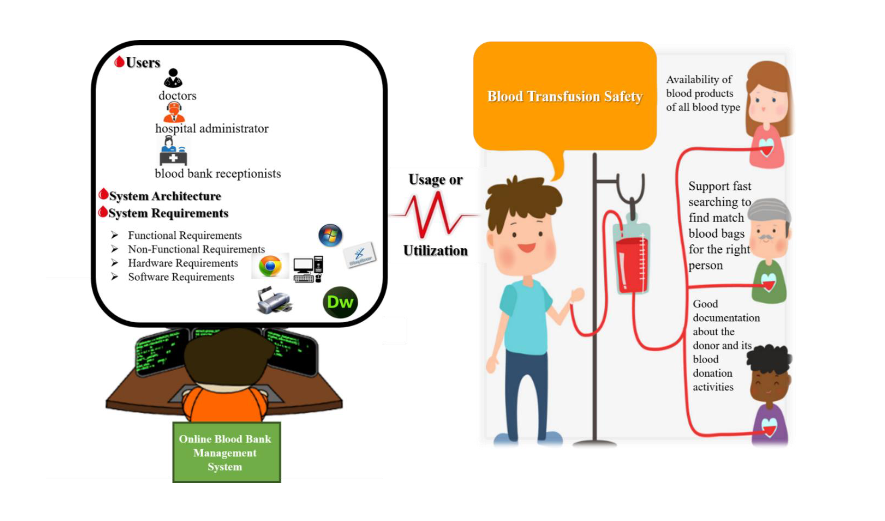 Users
doctors
hospital administrator
blood bank receptionists
System Architecture
System Requirements
Functional Requirements
Non-Functional Requirements
Hardware Requirements
Software Requirements
Dw
Online Blood Bank
Management
System
Usage or
Utilization
Blood Transfusion Safety
Availability of
blood products
of all blood type
Support fast
searching to
find match
blood bags
for the right
person
Good
documentation
about the
donor and its
blood
donation
activities